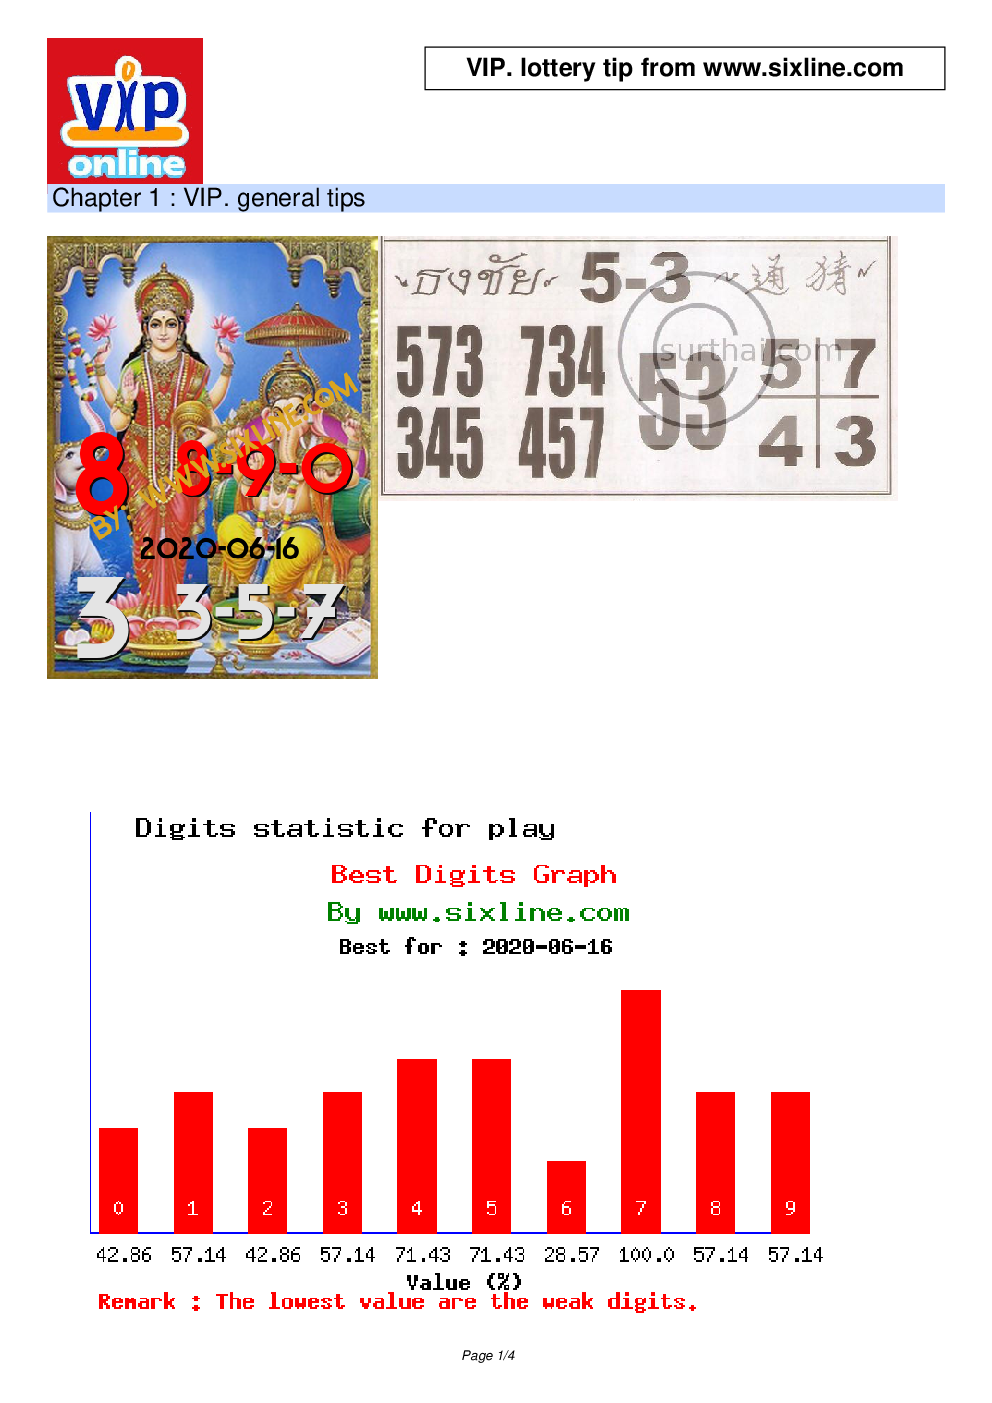 VIP
online
VIP. lottery tip from www.sixline.com
Chapter 1 : VIP. general tips
8 8-9-0
BY: WWW.SIXLINE.COM
2020-06-16
3 3-5-7
ธงชัย 5-3 通 猜
surthai.com
573 734
345 457
53
5 7
4 3
Digits statistic for play
Best Digits Graph
By www.sixline.com
Best for : 2020-06-16
0 1 2 3 4 5 6 7 8 9
42.86 57.14 42.86 57.14 71.43 71.43 28.57 100.0 57.14 57.14
Value (%)
Remark : The lowest value are the weak digits.
Page 1/4